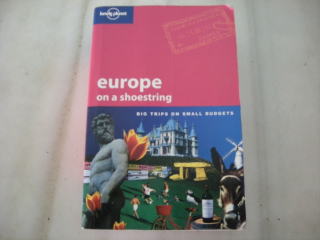 lonely planet
europe
on a shoestring
BIG TRIPS ON SMALL BUDGETS